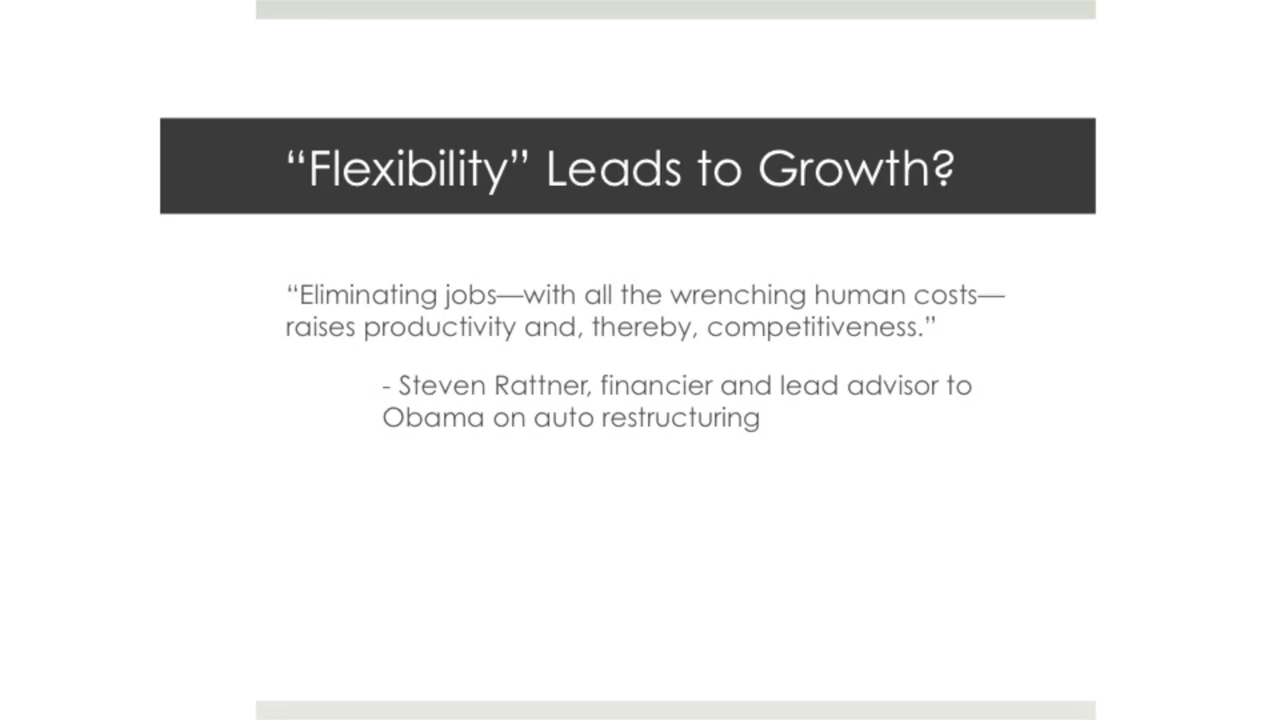 “Flexibility” Leads to Growth?
“Eliminating jobs—with all the wrenching human costs—
raises productivity and, thereby, competitiveness.”
- Steven Rattner, financier and lead advisor to
Obama on auto restructuring